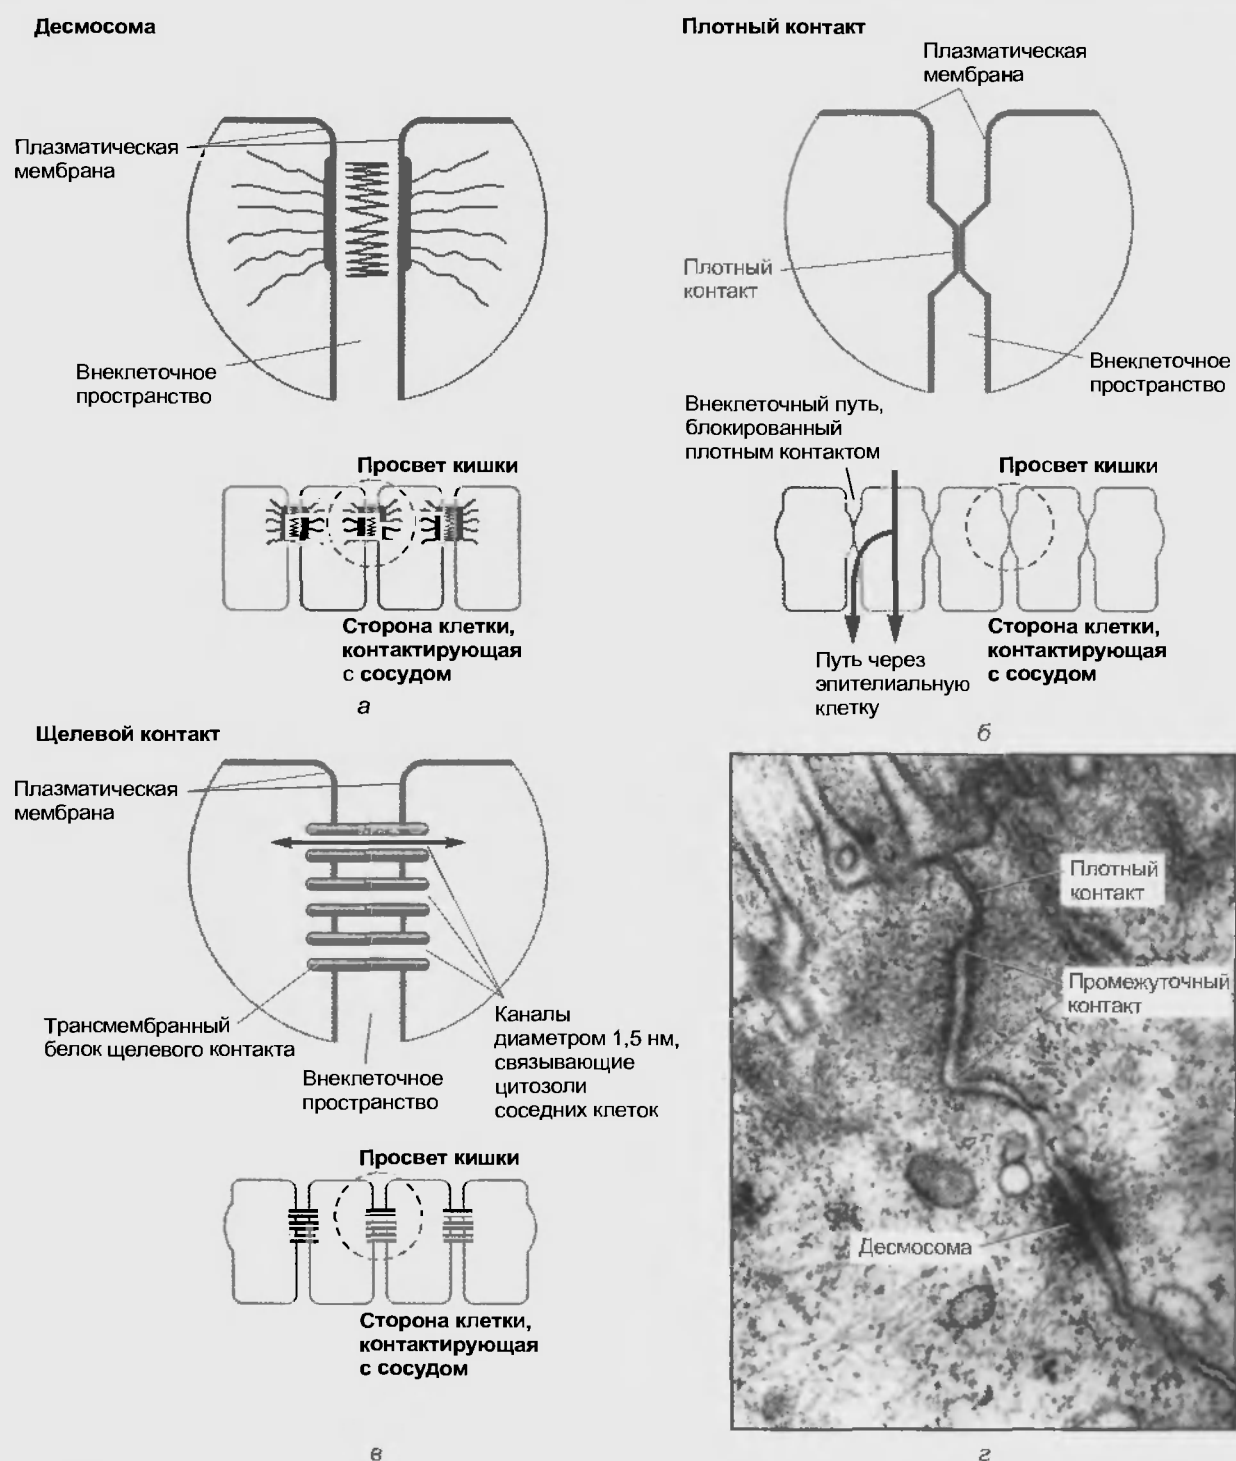 Десмосома
Плазматическая
мембрана
Внеклеточное
пространство
Просвет кишки
Сторона клетки,
контактирующая
с сосудом
а
Плотный контакт
Плазматическая
мембрана
Плотный
контакт
Внеклеточное
пространство
Внеклеточный путь,
блокированный
плотным контактом
Просвет кишки
Путь через
эпителиальную
клетку
Сторона клетки,
контактирующая
с сосудом
б
Щелевой контакт
Плазматическая
мембрана
Трансмембранный
белок щелевого контакта
Внеклеточное
пространство
Каналы
диаметром 1,5 нм,
связывающие
цитозоли
соседних клеток
Просвет кишки
Сторона клетки,
контактирующая
с сосудом
в
Плотный
контакт
Промежуточный
контакт
Десмосома
г